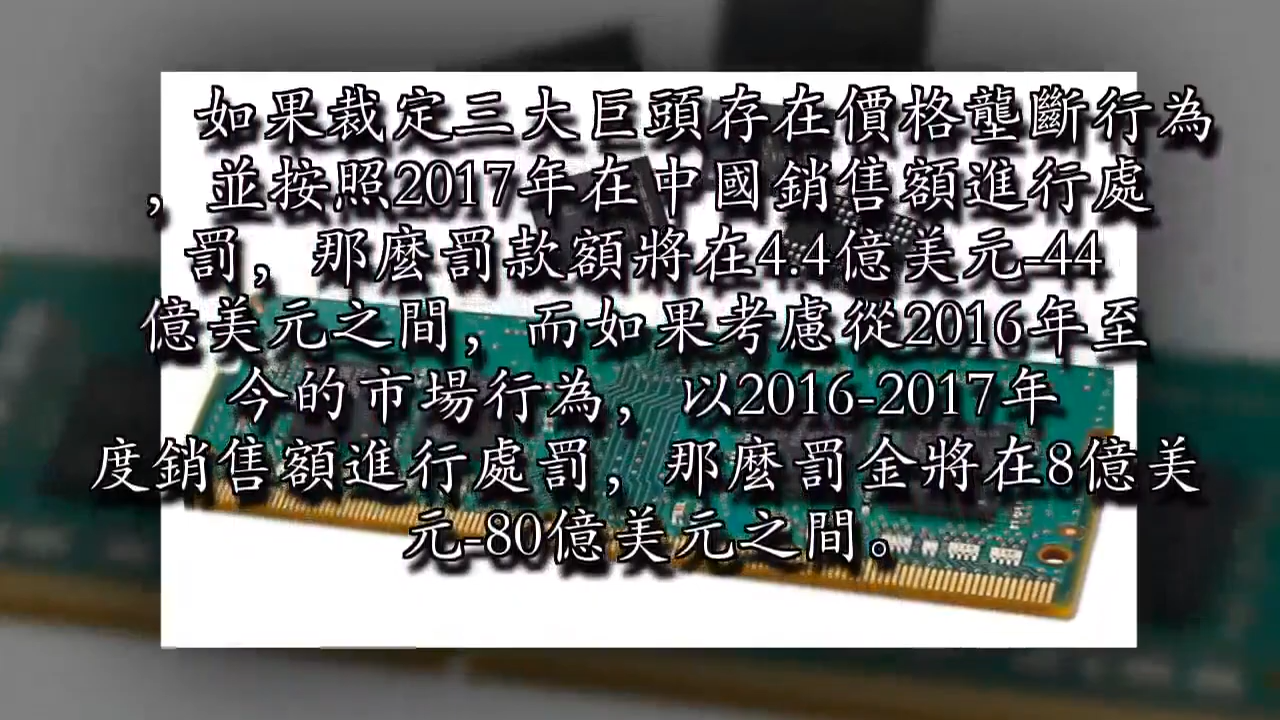 如果裁定三大巨頭存在價格壟斷行為
，並按照2017年在中國銷售額進行處
罰，那麼罰款額將在4.4億美元-44
億美元之間，而如果考慮從2016年至
今的市場行為，以2016-2017年
度銷售額進行處罰，那麼罰金將在8億美
元-80億美元之間。